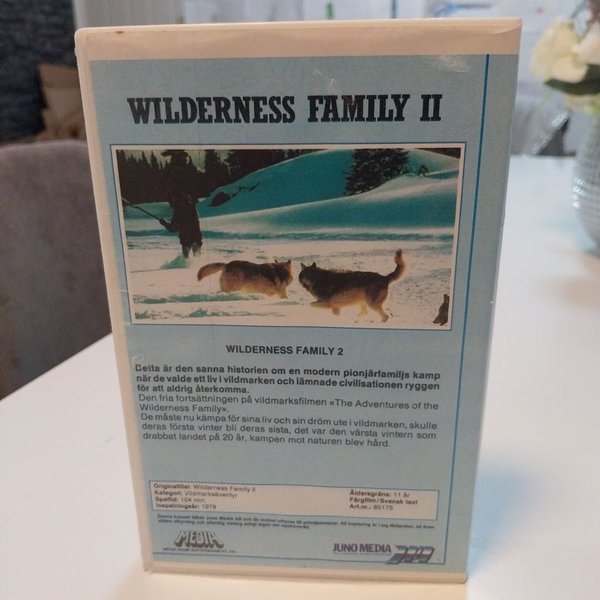 WILDERNESS FAMILY II
WILDERNESS FAMILY 2
Detta är den sanna historien om en modern pionjärfamiljs kamp
när de valde ett liv i vildmarken och lämnade civilisationen ryggen
för att aldrig återkomma.
Den fria fortsättningen på vildmarksfilmen «The Adventures of the
Wilderness Family».
De måste nu kämpa för sina liv och sin dröm ute i vildmarken, skulle
deras första vinter bli deras sista, det var den värsta vintern som
drabbat landet på 20 år, kampen mot naturen blev hård.
Originaltitel: Wilderness Family II
Kategori: Vildmarksäventyr
Speltid: 104 min.
Inspelningsår: 1978
Åldersgräns: 11 år
Färgfilm/Svensk text
Art.nr.: 85175
MEDIA
JUNO MEDIA